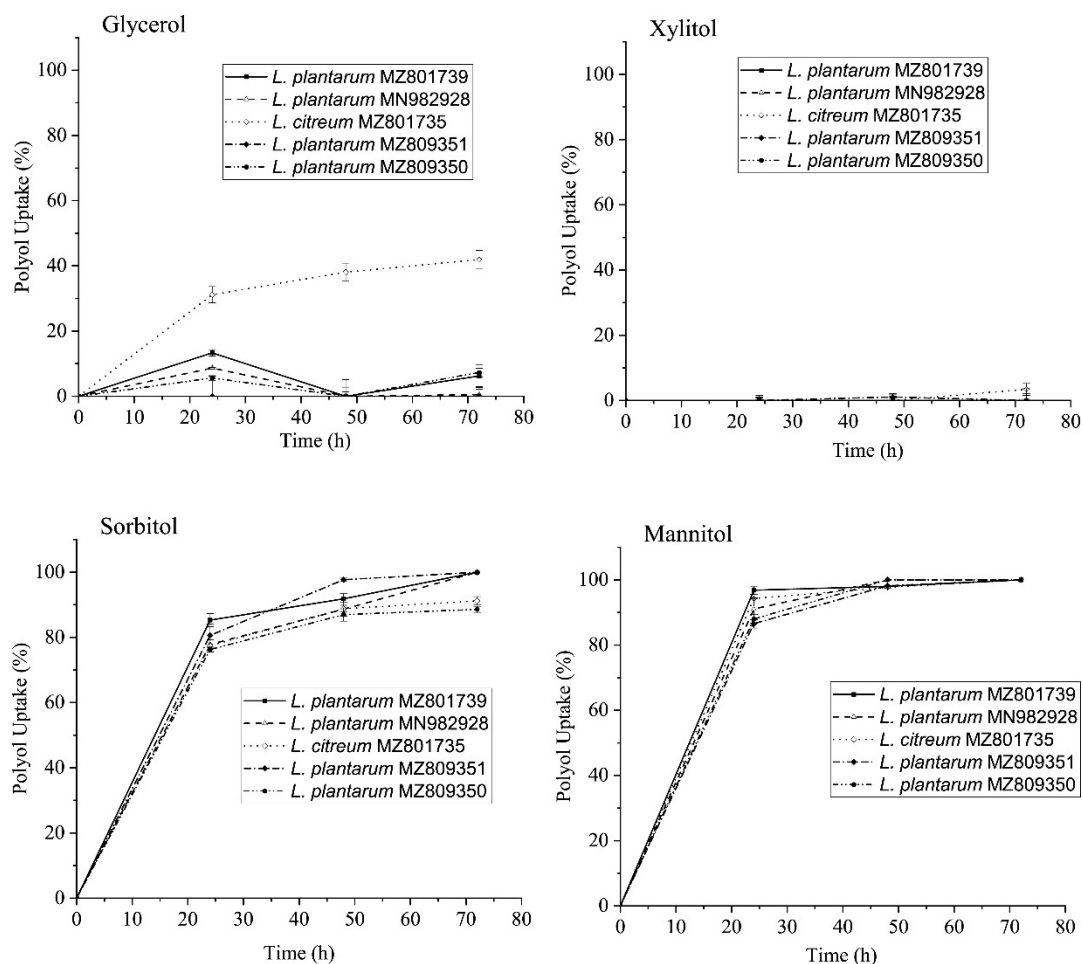 Glycerol
100
80
60
40
20
0
Polyol Uptake (%)
L. plantarum MZ801739
L. plantarum MN982928
L. citreum MZ801735
L. plantarum MZ809351
L. plantarum MZ809350
0 10 20 30 40 50 60 70 80
Time (h)
Xylitol
100
80
60
40
20
0
Polyol Uptake (%)
L. plantarum MZ801739
L. plantarum MN982928
L. citreum MZ801735
L. plantarum MZ809351
L. plantarum MZ809350
0 10 20 30 40 50 60 70 80
Time (h)
Sorbitol
100
80
60
40
20
0
Polyol Uptake (%)
L. plantarum MZ801739
L. plantarum MN982928
L. citreum MZ801735
L. plantarum MZ809351
L. plantarum MZ809350
0 10 20 30 40 50 60 70 80
Time (h)
Mannitol
100
80
60
40
20
0
Polyol Uptake (%)
L. plantarum MZ801739
L. plantarum MN982928
L. citreum MZ801735
L. plantarum MZ809351
L. plantarum MZ809350
0 10 20 30 40 50 60 70 80
Time (h)